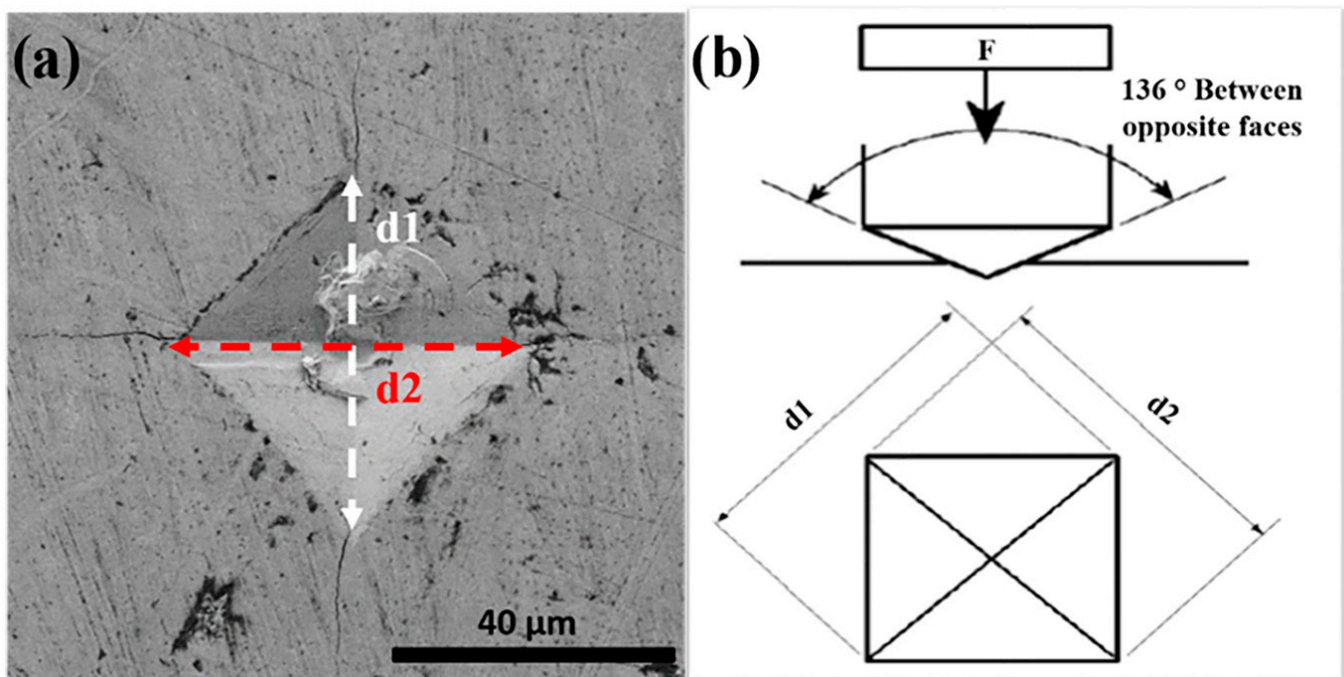 (a)
d1
d2
40 μm
(b)
F
136 ° Between
opposite faces
d1
d2